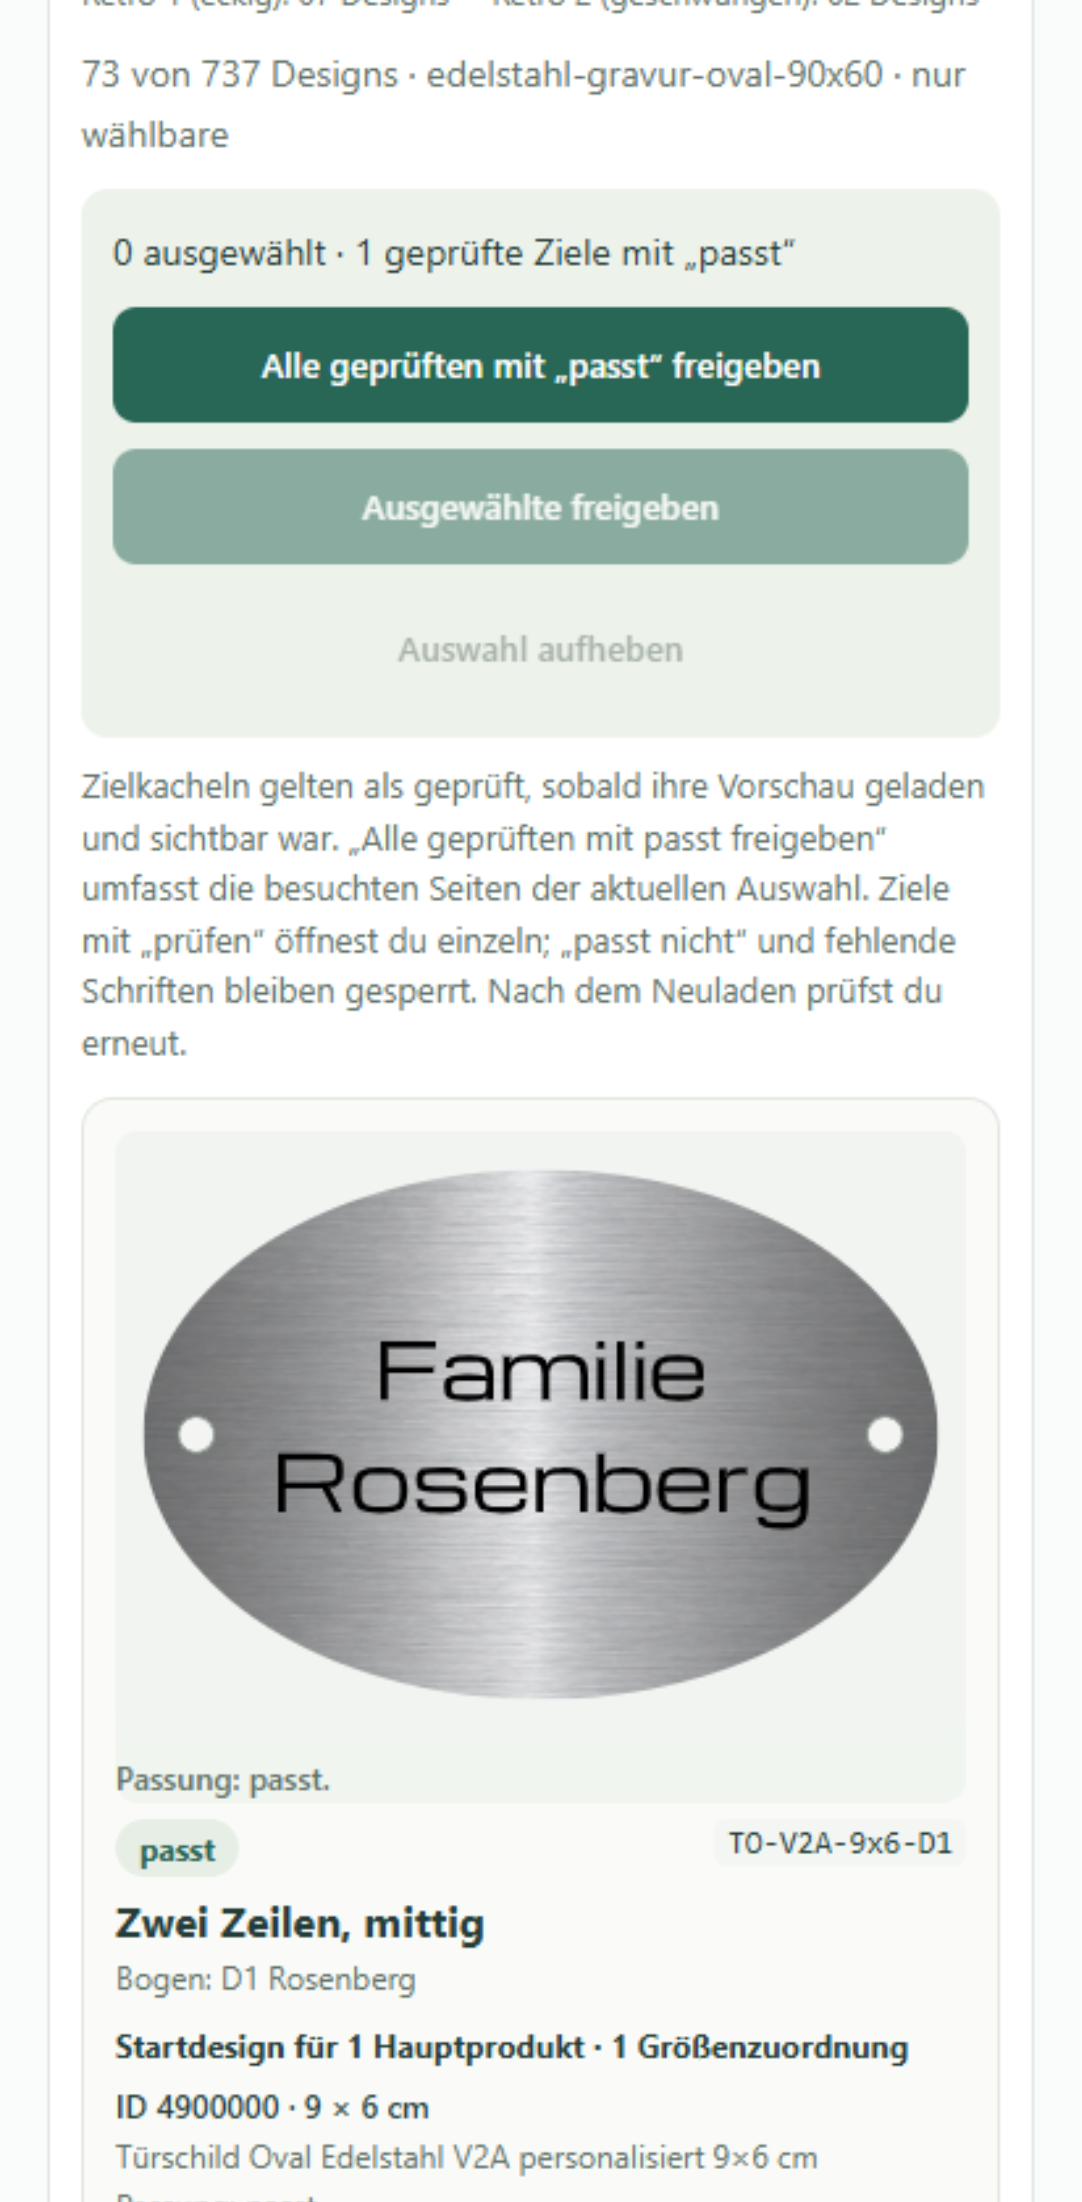 73 von 737 Designs · edelstahl-gravur-oval-90x60 · nur
wählbare
0 ausgewählt · 1 geprüfte Ziele mit „passt“
Alle geprüften mit „passt“ freigeben
Ausgewählte freigeben
Auswahl aufheben
Zielkacheln gelten als geprüft, sobald ihre Vorschau geladen
und sichtbar war. „Alle geprüften mit passt freigeben“
umfasst die besuchten Seiten der aktuellen Auswahl. Ziele
mit „prüfen“ öffnest du einzeln; „passt nicht“ und fehlende
Schriften bleiben gesperrt. Nach dem Neuladen prüfst du
erneut.
Familie
Rosenberg
Passung: passt.
passt
TO-V2A-9x6-D1
Zwei Zeilen, mittig
Bogen: D1 Rosenberg
Startdesign für 1 Hauptprodukt · 1 Größenzuordnung
ID 4900000 · 9 × 6 cm
Türschild Oval Edelstahl V2A personalisiert 9×6 cm